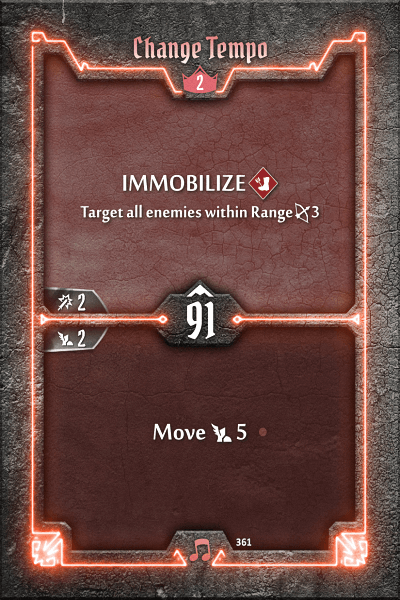 Change Tempo
2
IMMOBILIZE
Target all enemies within Range 3
2
91
2
Move 5
361